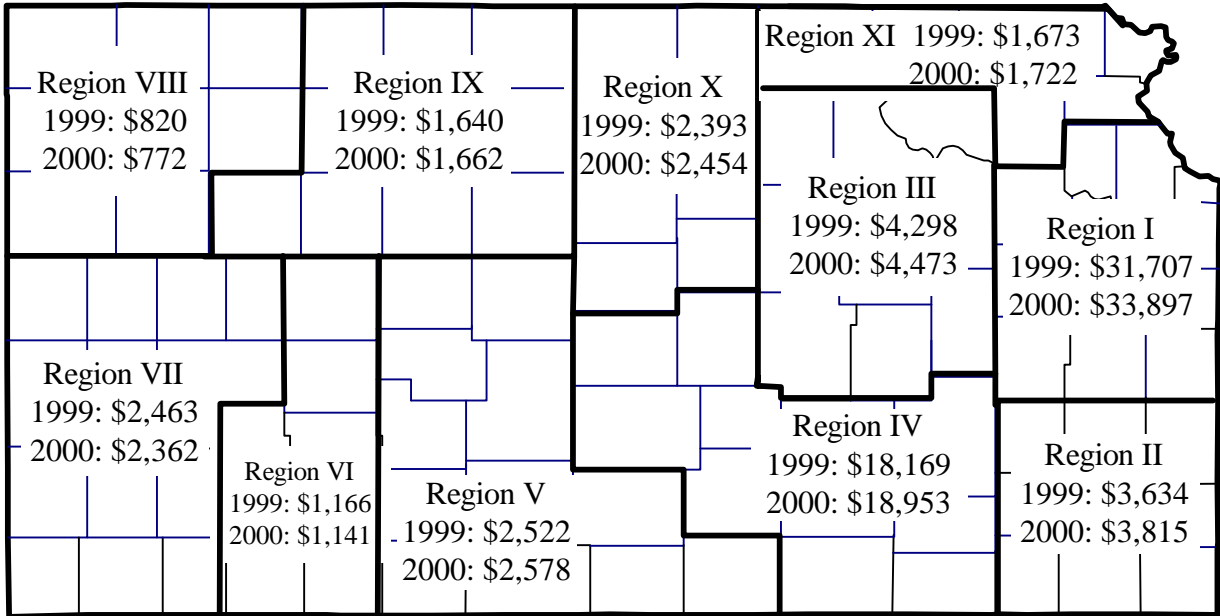 Region XI 1999: $1,673
2000: $1,722
Region VIII
1999: $820
2000: $772
Region IX
1999: $1,640
2000: $1,662
Region X
1999: $2,393
2000: $2,454
Region III
1999: $4,298
2000: $4,473
Region I
1999: $31,707
2000: $33,897
Region VII
1999: $2,463
2000: $2,362
Region VI
1999: $1,166
2000: $1,141
Region V
1999: $2,522
2000: $2,578
Region IV
1999: $18,169
2000: $18,953
Region II
1999: $3,634
2000: $3,815